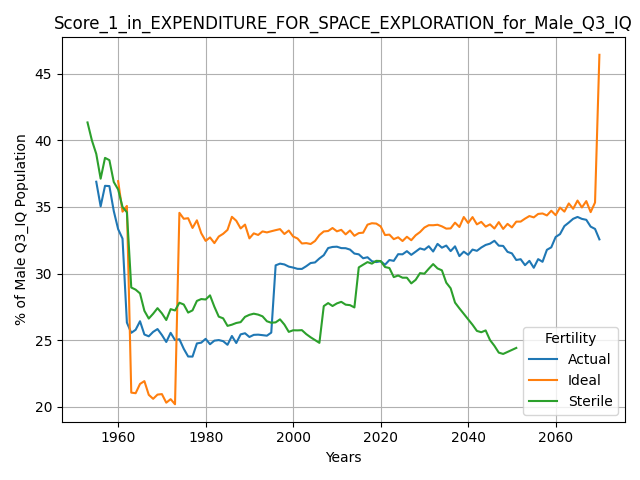 Score_1_in_EXPENDITURE_FOR_SPACE_EXPLORATION_for_Male_Q3_IQ
% of Male Q3_IQ Population
45
40
35
30
25
20
1960
1980
2000
2020
2040
2060
Years
Fertility
Actual
Ideal
Sterile